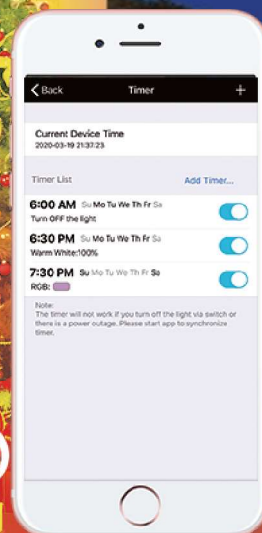 Back Timer +
Current Device Time
2020-03-19 21:37:23
Timer List Add Timer...
6:00 AM Su Mo Tu We Th Fr Sa
Turn OFF the light
6:30 PM Su Mo Tu We Th Fr Sa
Warm White:100%
7:30 PM Su Mo Tu We Th Fr Sa
RGB:
Note:
The timer will not work if you turn off the light via switch or
there is a power outage. Please start app to synchronize
timer.